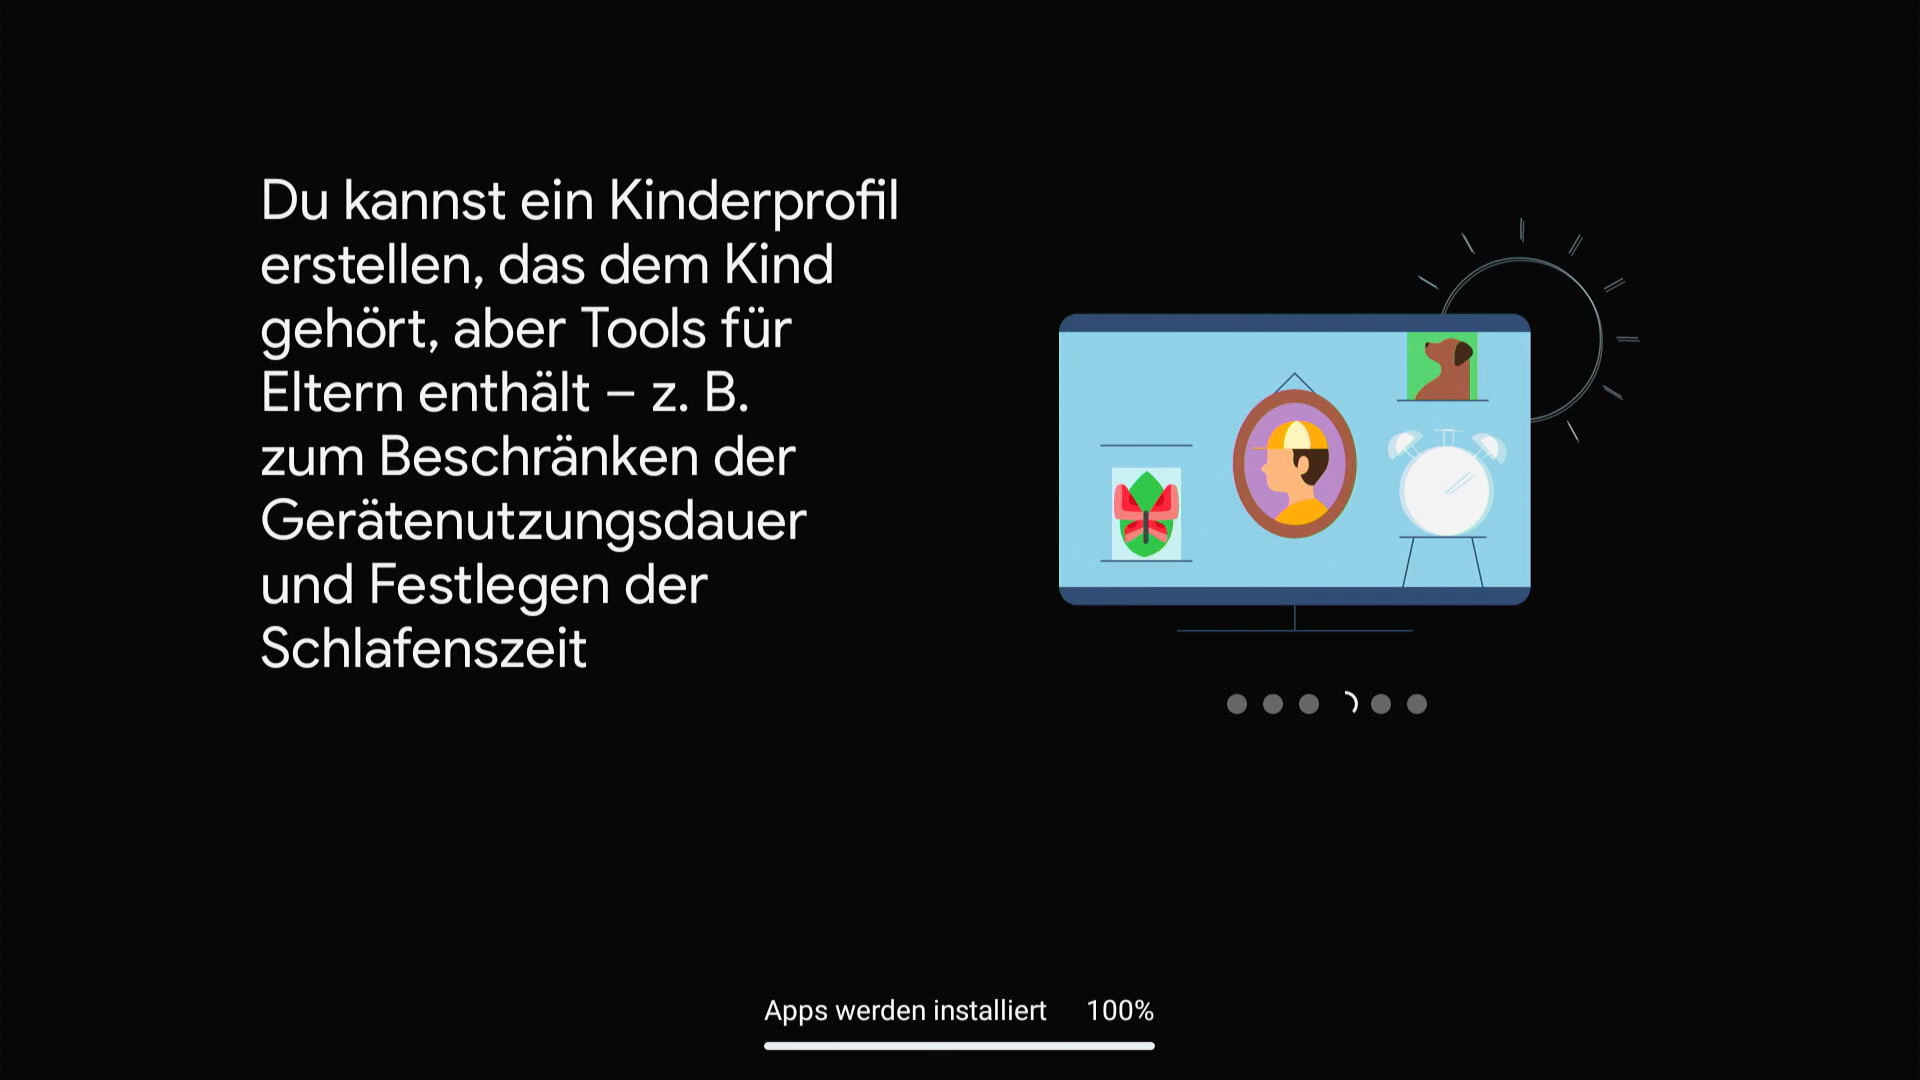 Du kannst ein Kinderprofil
erstellen, das dem Kind
gehört, aber Tools für
Eltern enthält – z. B.
zum Beschränken der
Gerätenutzungsdauer
und Festlegen der
Schlafenszeit
Apps werden installiert 100%